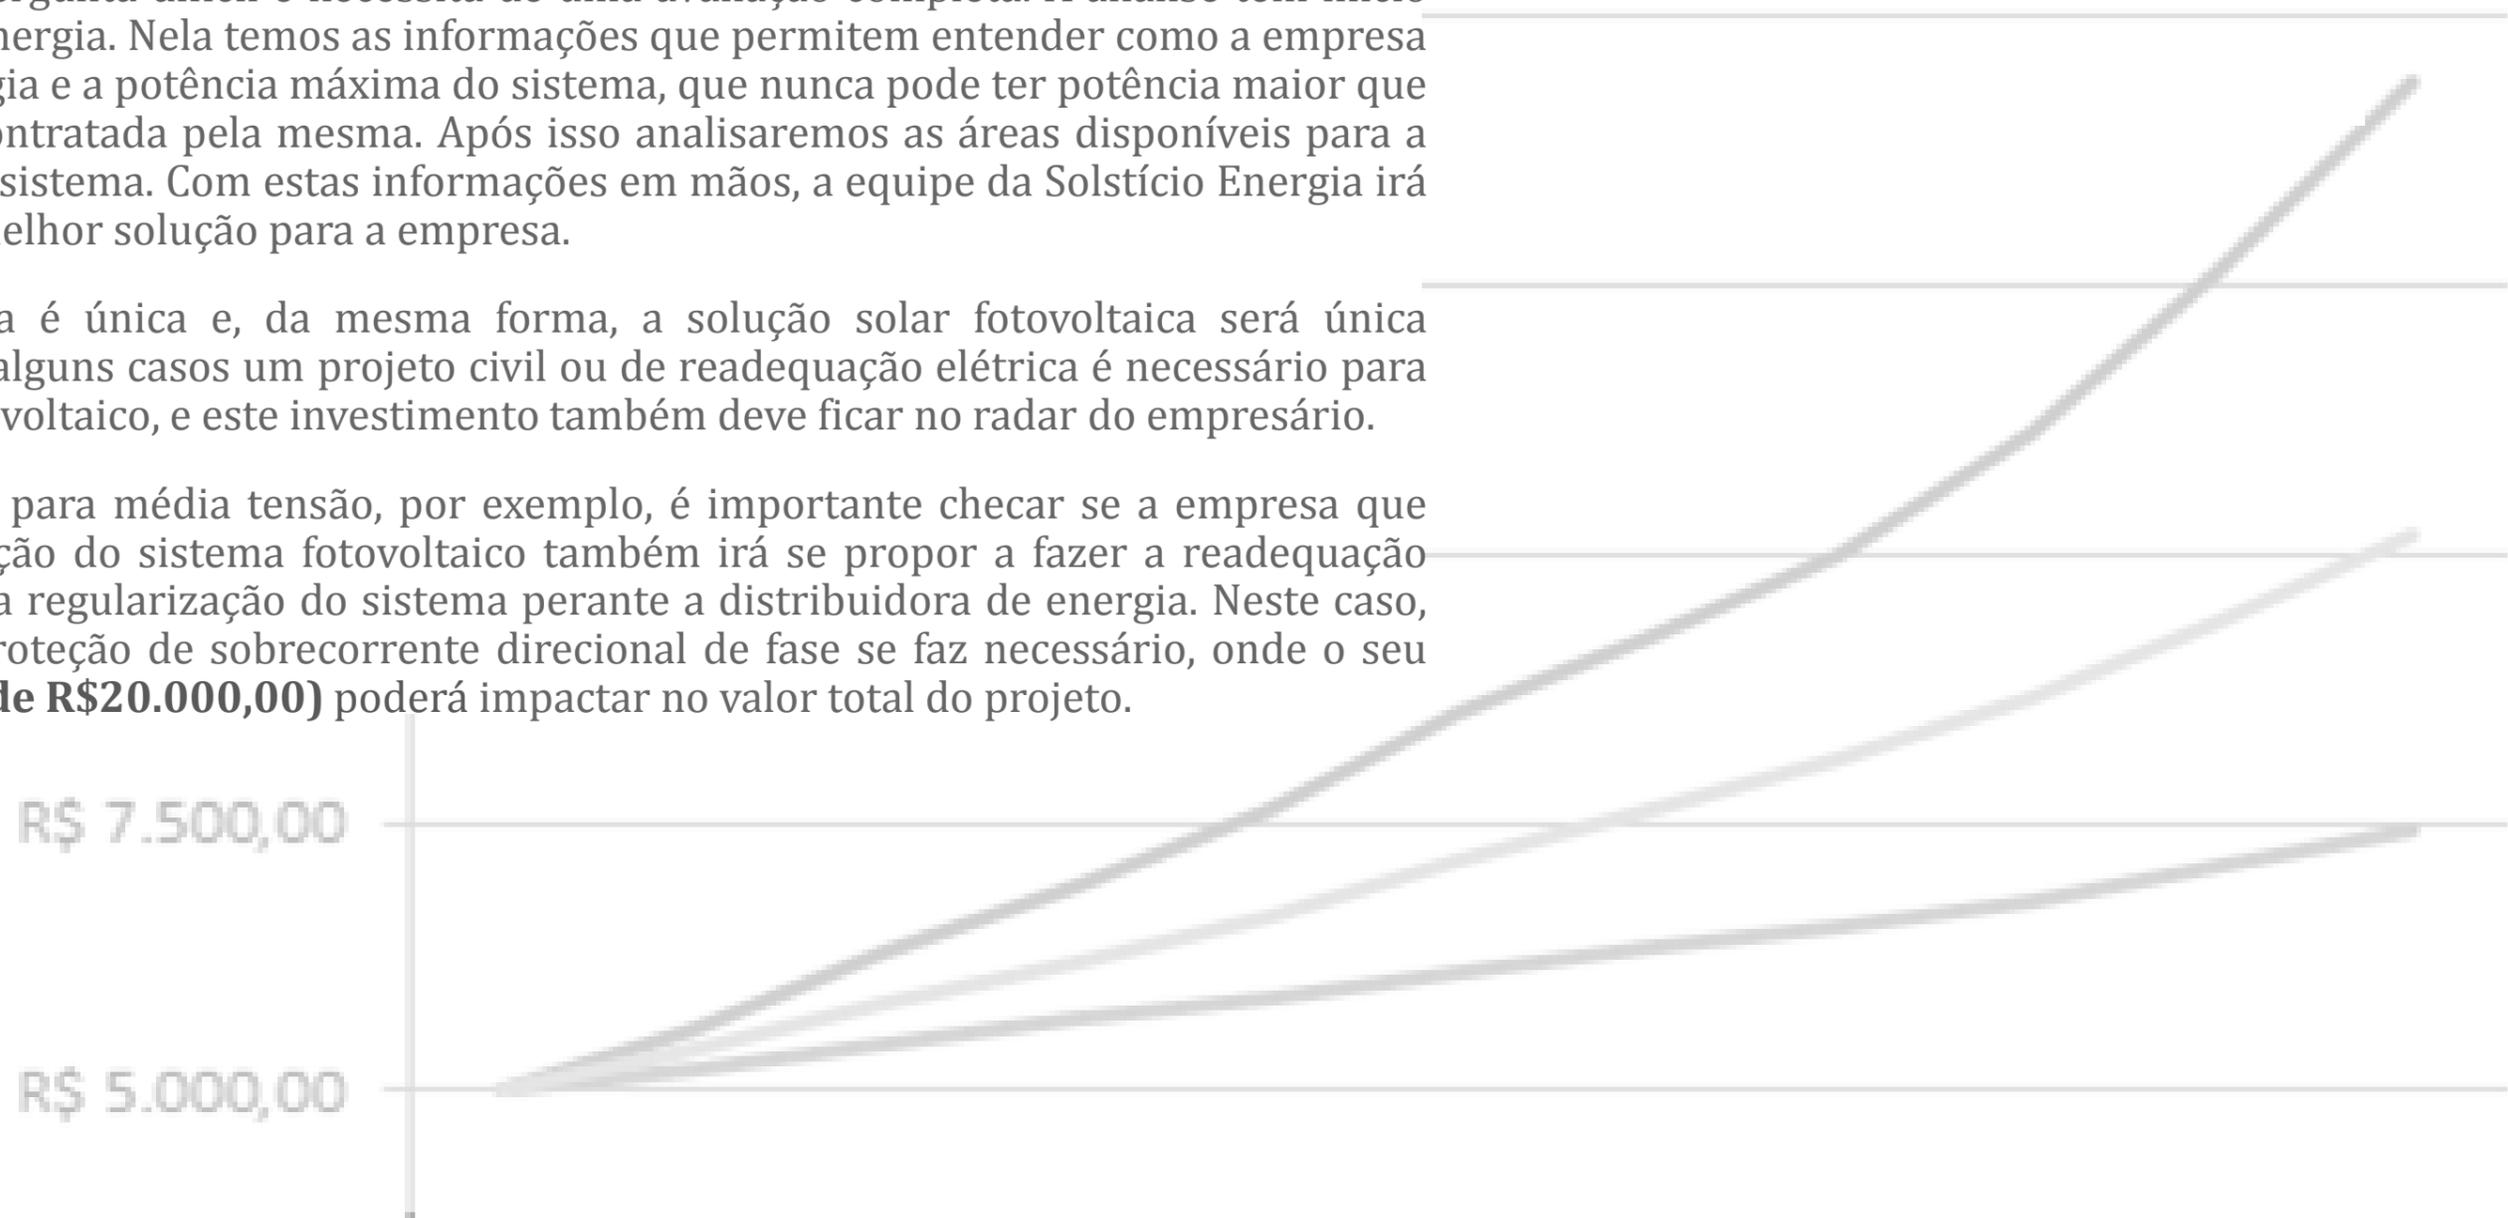 nergia. Nela temos as informações que permitem entender como a empresa
gia e a potência máxima do sistema, que nunca pode ter potência maior que
ontratada pela mesma. Após isso analisaremos as áreas disponíveis para a
sistema. Com estas informações em mãos, a equipe da Solstício Energia irá
elhor solução para a empresa.
a é única e, da mesma forma, a solução solar fotovoltaica será única
alguns casos um projeto civil ou de readequação elétrica é necessário para
voltaico, e este investimento também deve ficar no radar do empresário.
para média tensão, por exemplo, é importante checar se a empresa que
ção do sistema fotovoltaico também irá se propor a fazer a readequação
a regularização do sistema perante a distribuidora de energia. Neste caso,
roteção de sobrecorrente direcional de fase se faz necessário, onde o seu
de R$20.000,00) poderá impactar no valor total do projeto.
R$ 7.500,00
R$ 5.000,00